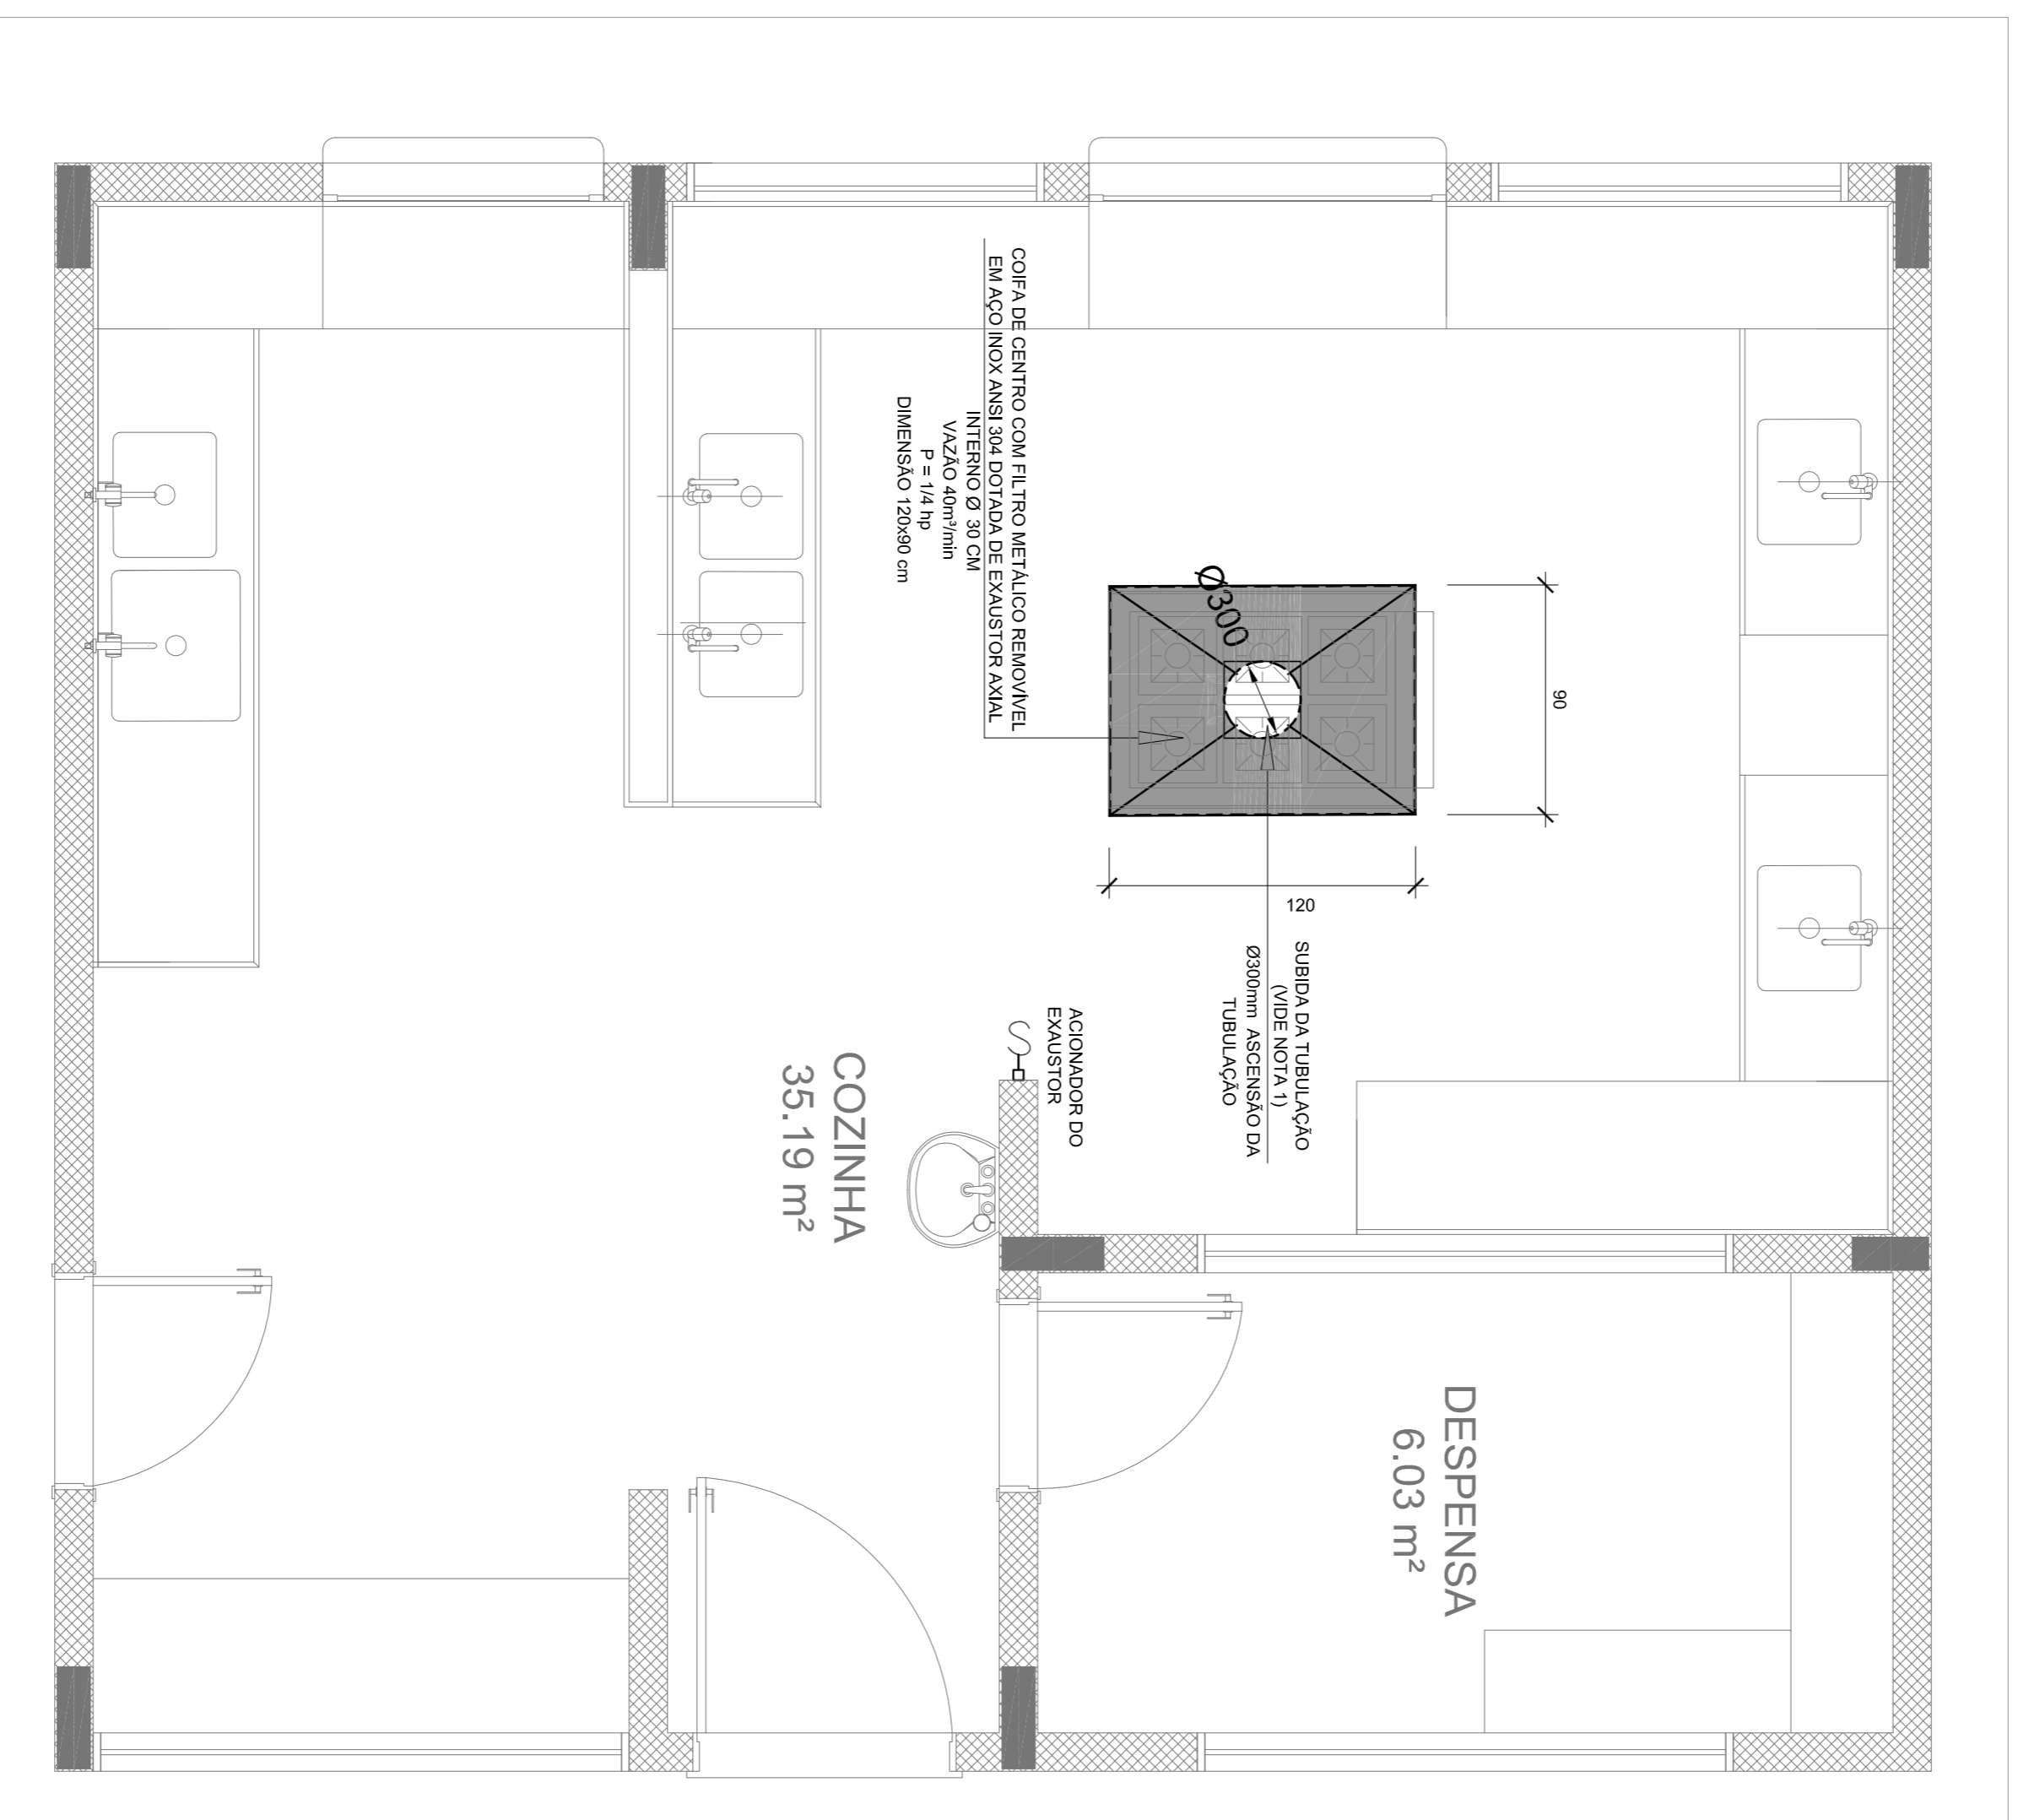 COIFA DE CENTRO COM FILTRO METÁLICO REMOVÍVEL
EM AÇO INOX ANSI 304 DOTADA DE EXAUSTOR AXIAL
INTERNO Ø 30 CM
VAZÃO 40m³/min
P = 1/4 hp
DIMENSÃO 120x90 cm
Ø300
90
120
SUBIDA DA TUBULAÇÃO
(VIDE NOTA 1)
Ø300mm ASCENSÃO DA
TUBULAÇÃO
ACIONADOR DO
EXAUSTOR
COZINHA
35.19 m²
DESPENSA
6.03 m²